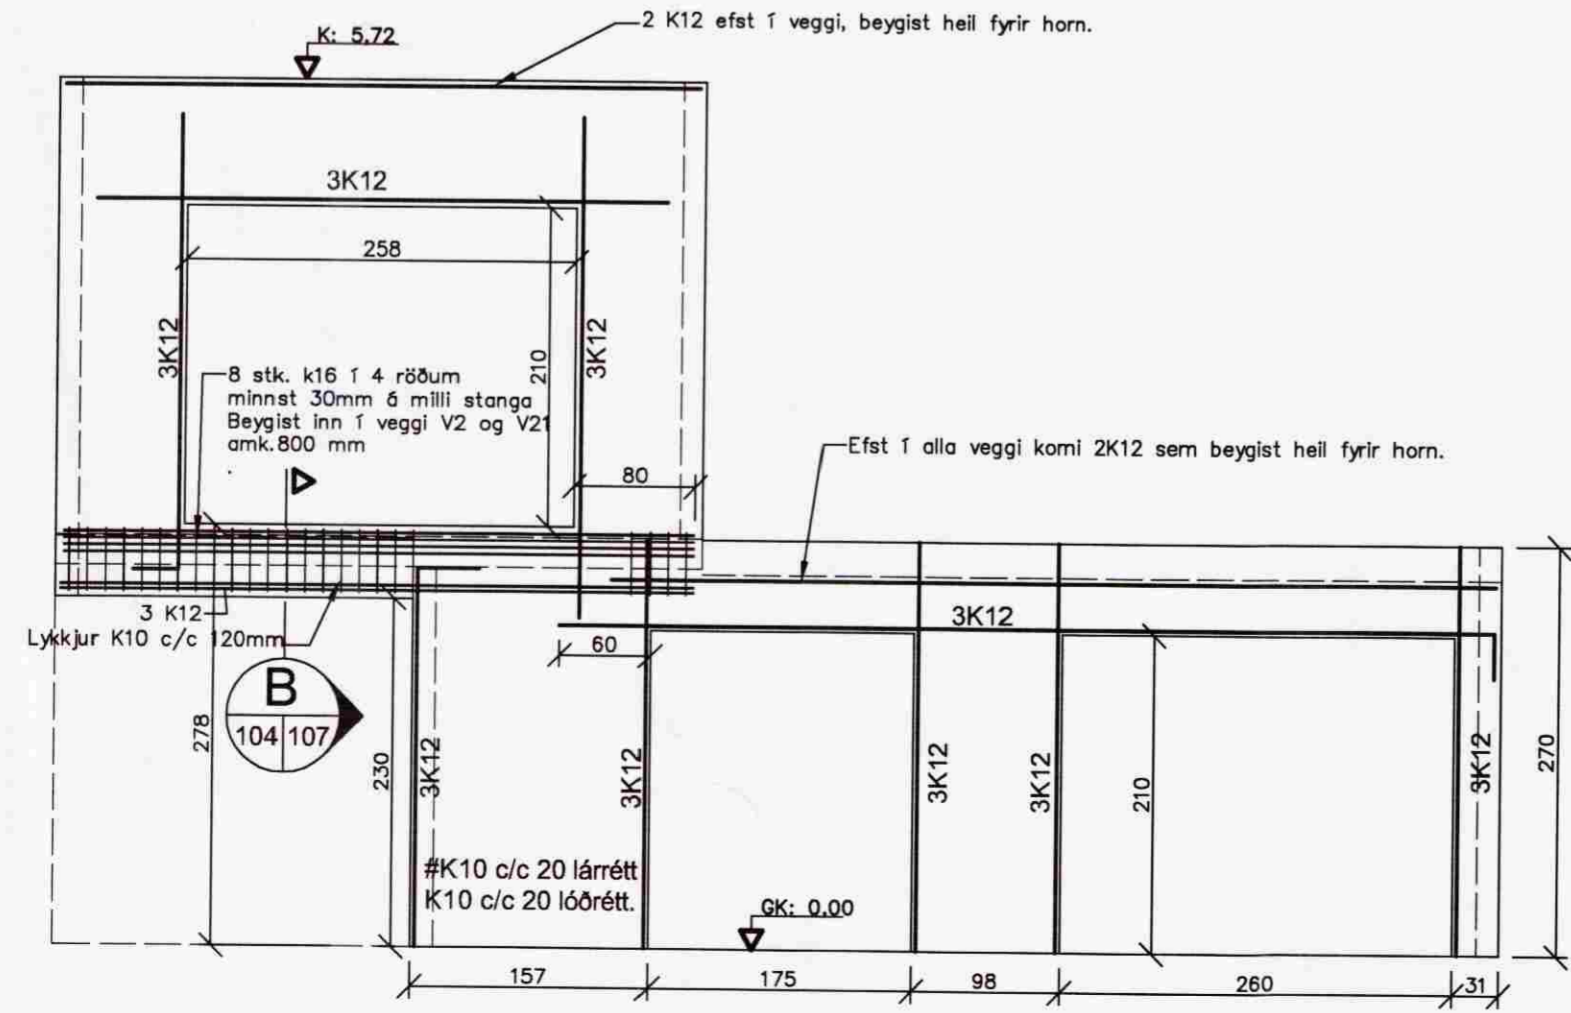 2 K12 efst í veggi, beygist heil fyrir horn.
K: 5,72
3K12
258
3K12
3K12
210
8 stk. k16 í 4 röðum
minnst 30mm á milli stanga
Beygist inn í veggi V2 og V21
amk.800 mm
80
Efst í alla veggi komi 2K12 sem beygist heil fyrir horn.
3 K12
Lykkjur K10 c/c 120mm
60
3K12
B
104 107
278
230
3K12
3K12
3K12
3K12
210
3K12
270
#K10 c/c 20 lárrétt
K10 c/c 20 lóðrétt.
GK: 0,00
157
175
98
260
31